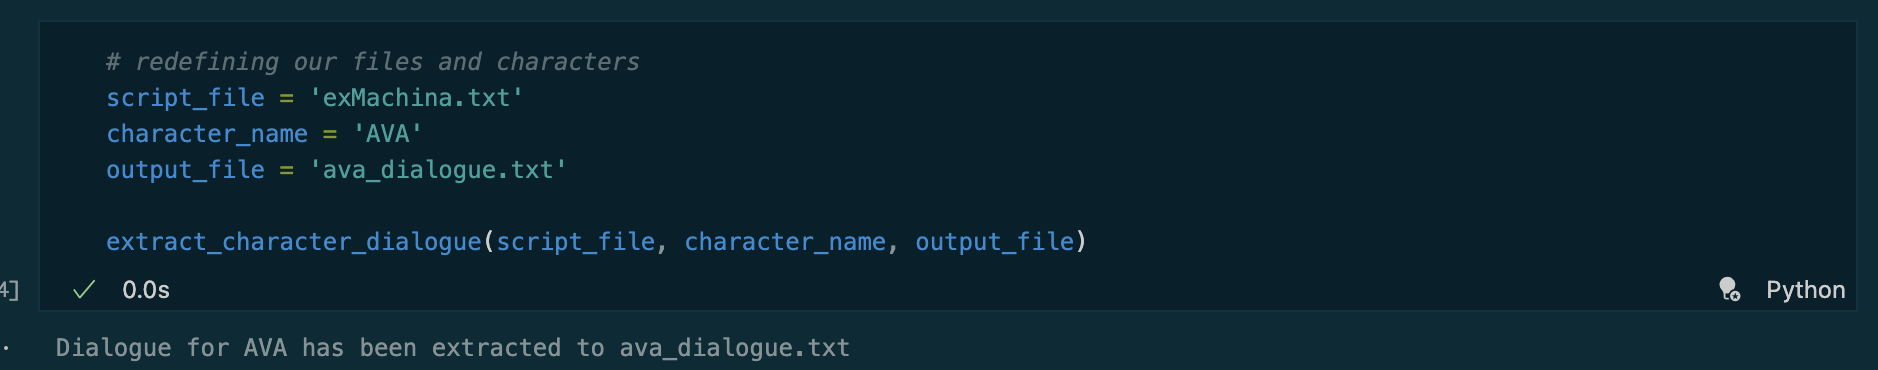 # redefining our files and characters
script_file = 'exMachina.txt'
character_name = 'AVA'
output_file = 'ava_dialogue.txt'
extract_character_dialogue(script_file, character_name, output_file)
4]
0.0s
Python
Dialogue for AVA has been extracted to ava_dialogue.txt